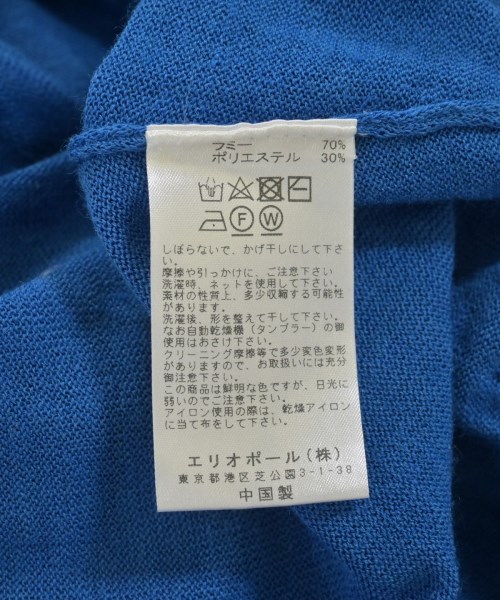 ラミー 70%
ポリエステル 30%
F W
しぼらないで、かげ干しにして下さ
い。
摩擦や引っかけに、ご注意下さい
洗濯時、ネットを使用して下さい。
素材の性質上、多少収縮する可能性
があります。
洗濯後、形を整えて干して下さい。
なお自動乾燥機（タンブラー）の御
使用はおさけ下さい。
クリーニング摩擦等で多少変色変形
がありますので、お取扱いには充分
御注意下さい。
この商品は鮮明な色ですが、日光に
弱いのでご注意下さい。
アイロン使用の際は、乾燥アイロン
に当て布をして下さい。
エリオポール（株）
東京都港区芝公園3-1-38
中国製